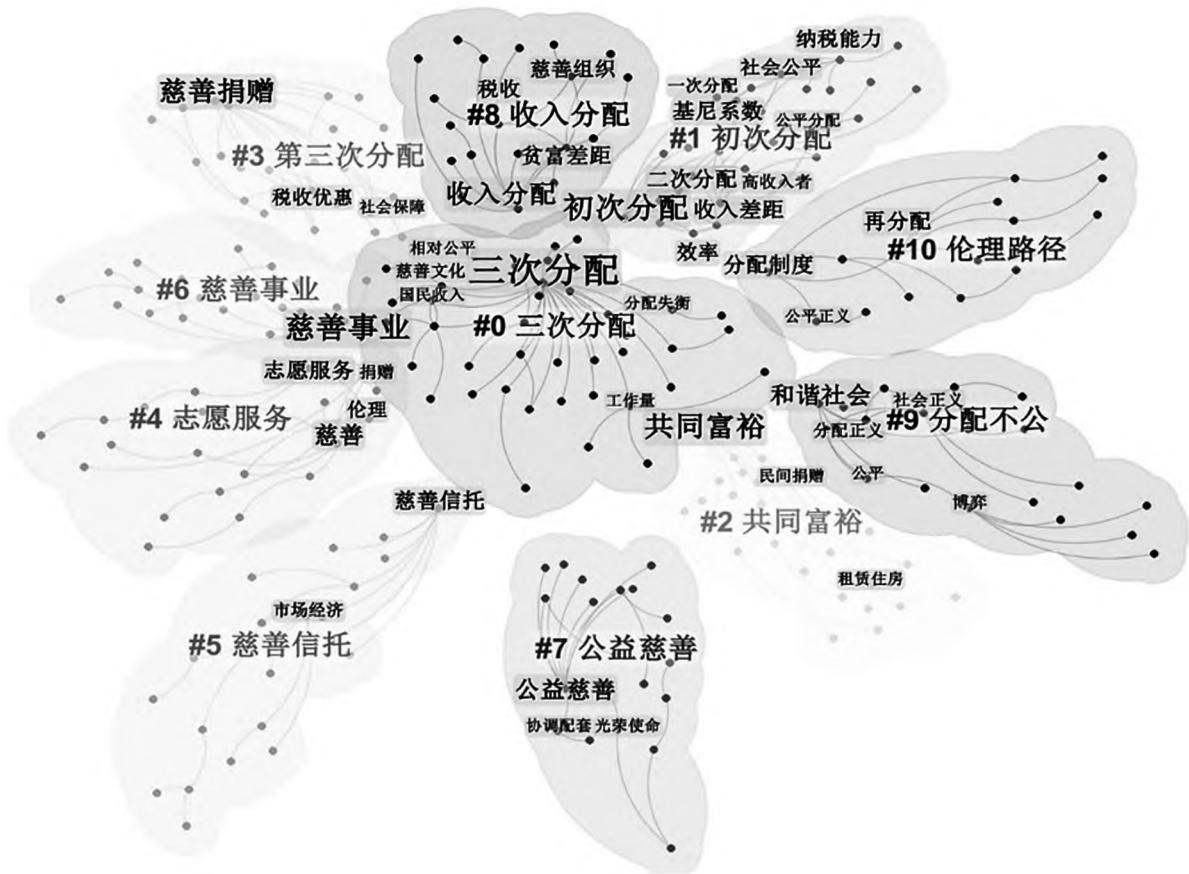 纳税能力
慈善组织
社会公平
税收
一次分配
慈善捐赠
#8 收入分配
基尼系数
公平分配
#1 初次分配
#3 第三次分配
贫富差距
二次分配
高收入者
收入分配
税收优惠
社会保障
初次分配
收入差距
再分配
相对公平
效率
#10 伦理路径
慈善文化
三次分配
分配制度
#6 慈善事业
国民收入
分配失衡
公平正义
慈善事业
#0 三次分配
志愿服务
捐赠
和谐社会
社会正义
#4 志愿服务
伦理
工作量
慈善
共同富裕
分配正义
#9 分配不公
民间捐赠
公平
慈善信托
博弈
#2 共同富裕
租赁住房
市场经济
#5 慈善信托
#7 公益慈善
公益慈善
协调配套
光荣使命